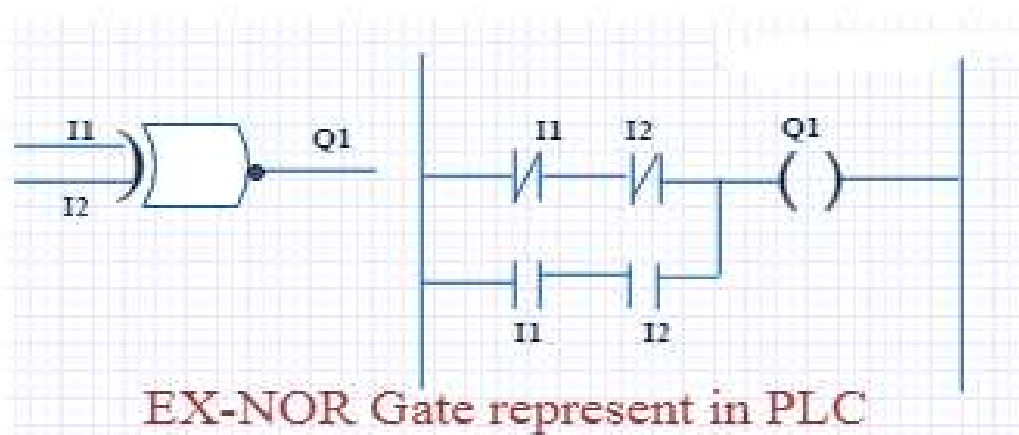 I1
I2
Q1
I1 I2 Q1
I1 I2
EX-NOR Gate represent in PLC